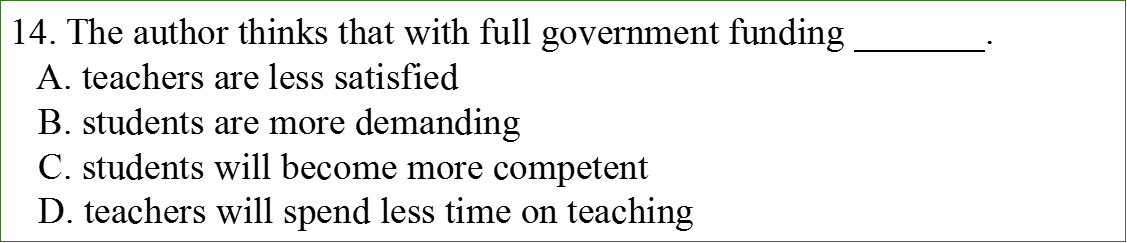 14. The author thinks that with full government funding _______.
A. teachers are less satisfied
B. students are more demanding
C. students will become more competent
D. teachers will spend less time on teaching